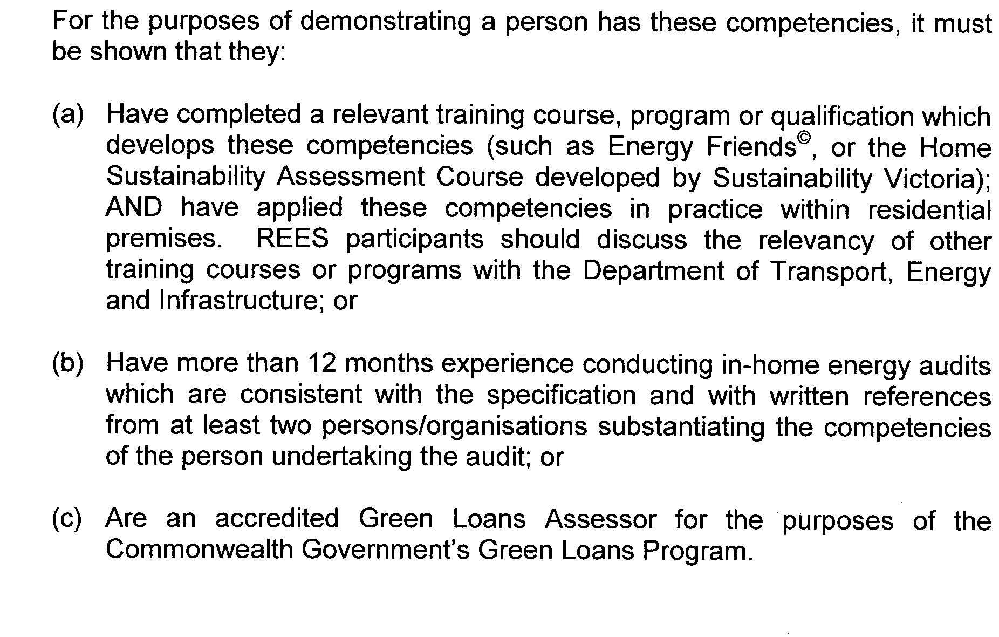 For the purposes of demonstrating a person has these competencies, it must
be shown that they:
(a) Have completed a relevant training course, program or qualification which
develops these competencies (such as Energy Friends©, or the Home
Sustainability Assessment Course developed by Sustainability Victoria);
AND have applied these competencies in practice within residential
premises. REES participants should discuss the relevancy of other
training courses or programs with the Department of Transport, Energy
and Infrastructure; or
(b) Have more than 12 months experience conducting in-home energy audits
which are consistent with the specification and with written references
from at least two persons/organisations substantiating the competencies
of the person undertaking the audit; or
(c) Are an accredited Green Loans Assessor for the purposes of the
Commonwealth Government's Green Loans Program.